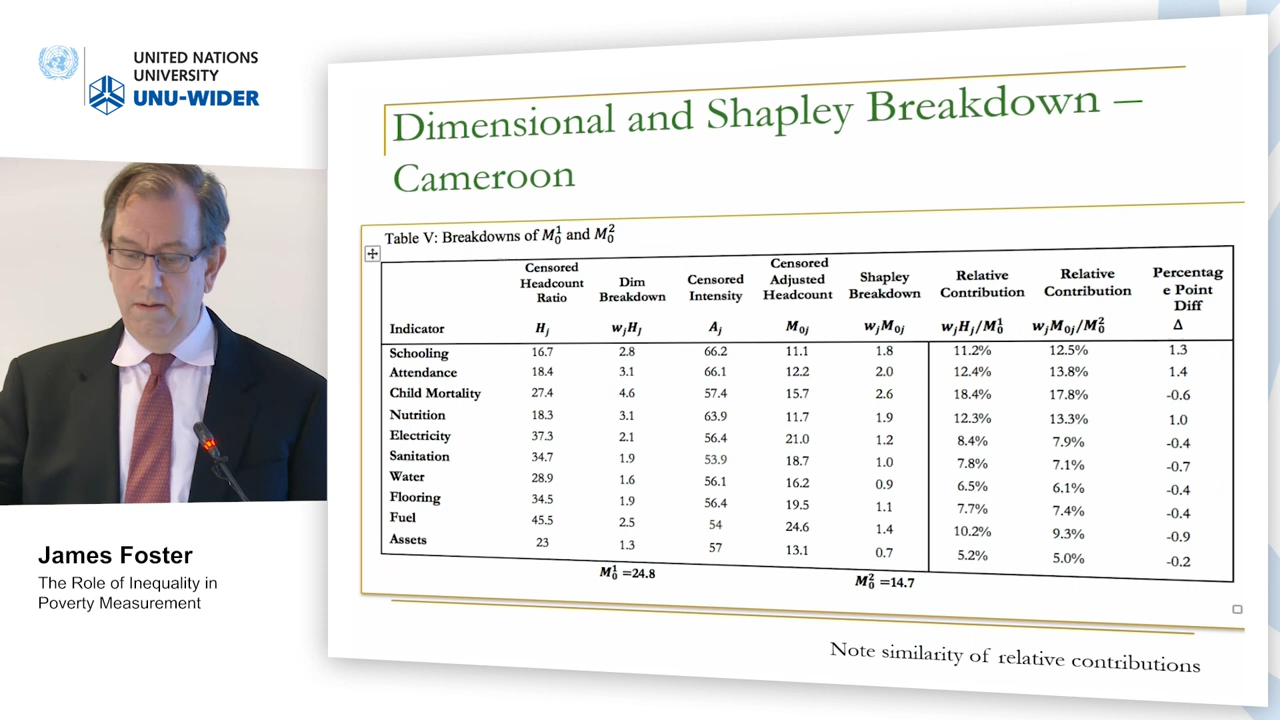 UNITED NATIONS
UNIVERSITY
UNU-WIDER
Dimensional and Shapley Breakdown –
Cameroon
Table V: Breakdowns of M₀¹ and M₀²
Indicator | Censored Headcount Ratio Hⱼ | Dim Breakdown wⱼHⱼ | Censored Intensity Aⱼ | Censored Adjusted Headcount M₀ⱼ | Shapley Breakdown wⱼM₀ⱼ | Relative Contribution wⱼHⱼ/M₀¹ | Relative Contribution wⱼM₀ⱼ/M₀² | Percentag e Point Diff Δ
Schooling 16.7 2.8 66.2 11.1 1.8 11.2% 12.5% 1.3
Attendance 18.4 3.1 66.1 12.2 2.0 12.4% 13.8% 1.4
Child Mortality 27.4 4.6 57.4 15.7 2.6 18.4% 17.8% -0.6
Nutrition 18.3 3.1 63.9 11.7 1.9 12.3% 13.3% 1.0
Electricity 37.3 2.1 56.4 21.0 1.2 8.4% 7.9% -0.4
Sanitation 34.7 1.9 53.9 18.7 1.0 7.8% 7.1% -0.7
Water 28.9 1.6 56.1 16.2 0.9 6.5% 6.1% -0.4
Flooring 34.5 1.9 56.4 19.5 1.1 7.7% 7.4% -0.4
Fuel 45.5 2.5 54 24.6 1.4 10.2% 9.3% -0.9
Assets 23 1.3 57 13.1 0.7 5.2% 5.0% -0.2
M₀¹ =24.8 M₀² =14.7
Note similarity of relative contributions
James Foster
The Role of Inequality in
Poverty Measurement